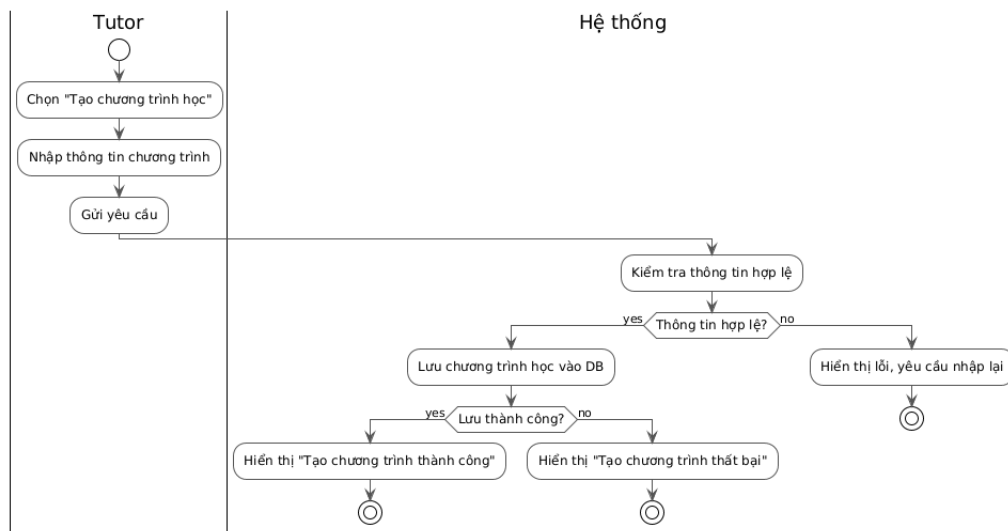 Tutor
Hệ thống
Chọn "Tạo chương trình học"
Nhập thông tin chương trình
Gửi yêu cầu
Kiểm tra thông tin hợp lệ
yes
Thông tin hợp lệ?
no
Lưu chương trình học vào DB
Hiển thị lỗi, yêu cầu nhập lại
yes
Lưu thành công?
no
Hiển thị "Tạo chương trình thành công"
Hiển thị "Tạo chương trình thất bại"